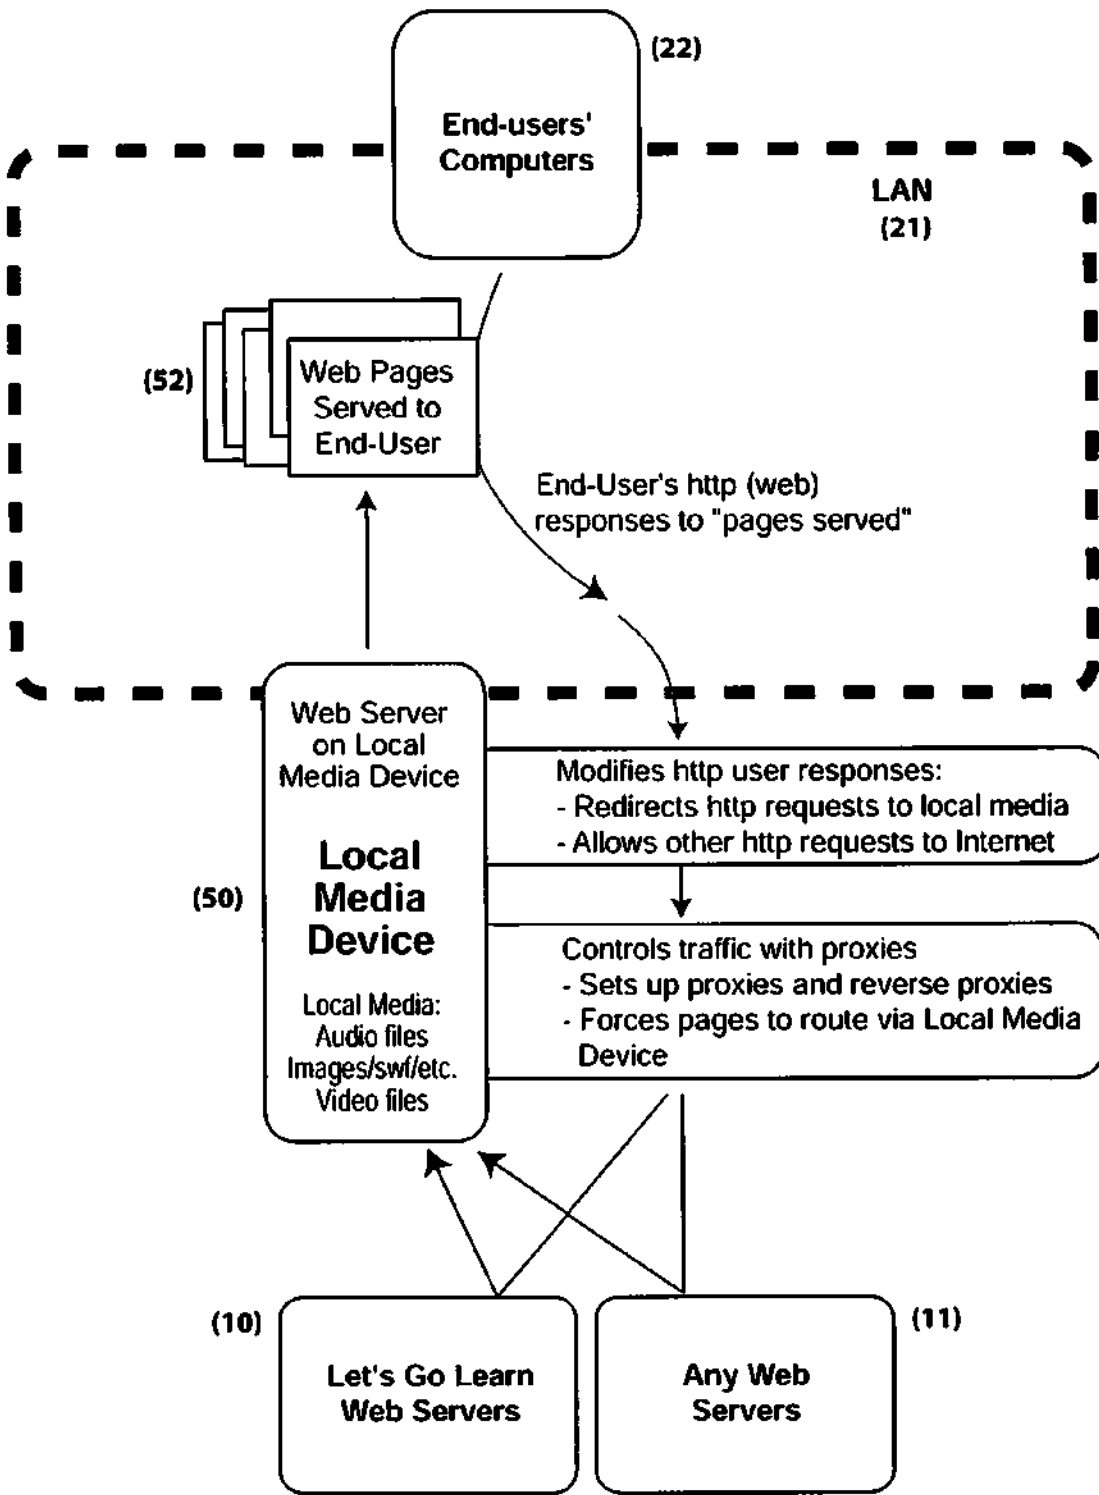 (22)
End-users'
Computers
LAN
(21)
(52)
Web Pages
Served to
End-User
End-User's http (web)
responses to "pages served"
Web Server
on Local
Media Device
Local
Media
Device
(50)
Local Media:
Audio files
Images/swf/etc.
Video files
Modifies http user responses:
- Redirects http requests to local media
- Allows other http requests to Internet
Controls traffic with proxies
- Sets up proxies and reverse proxies
- Forces pages to route via Local Media
Device
(10)
Let's Go Learn
Web Servers
(11)
Any Web
Servers